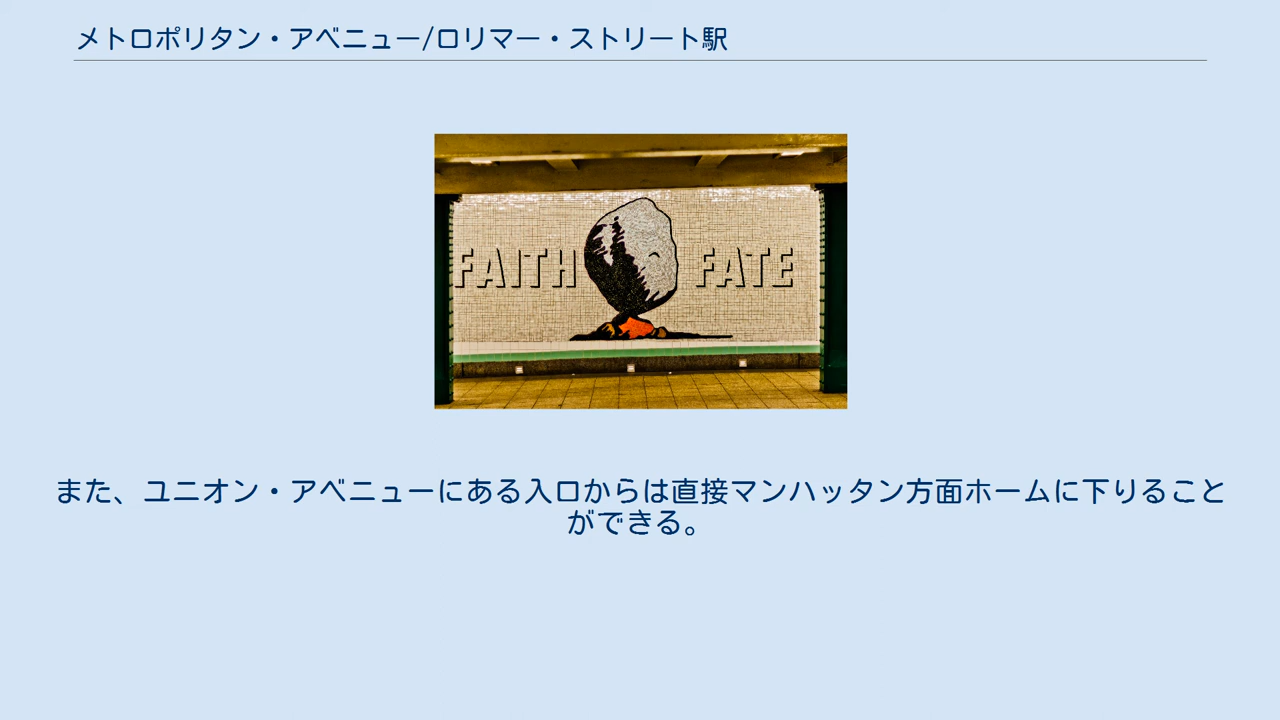 メトロポリタン・アベニュー/ロリマー・ストリート駅
FAITH FATE
また、ユニオン・アベニューにある入口からは直接マンハッタン方面ホームに下りること
ができる。